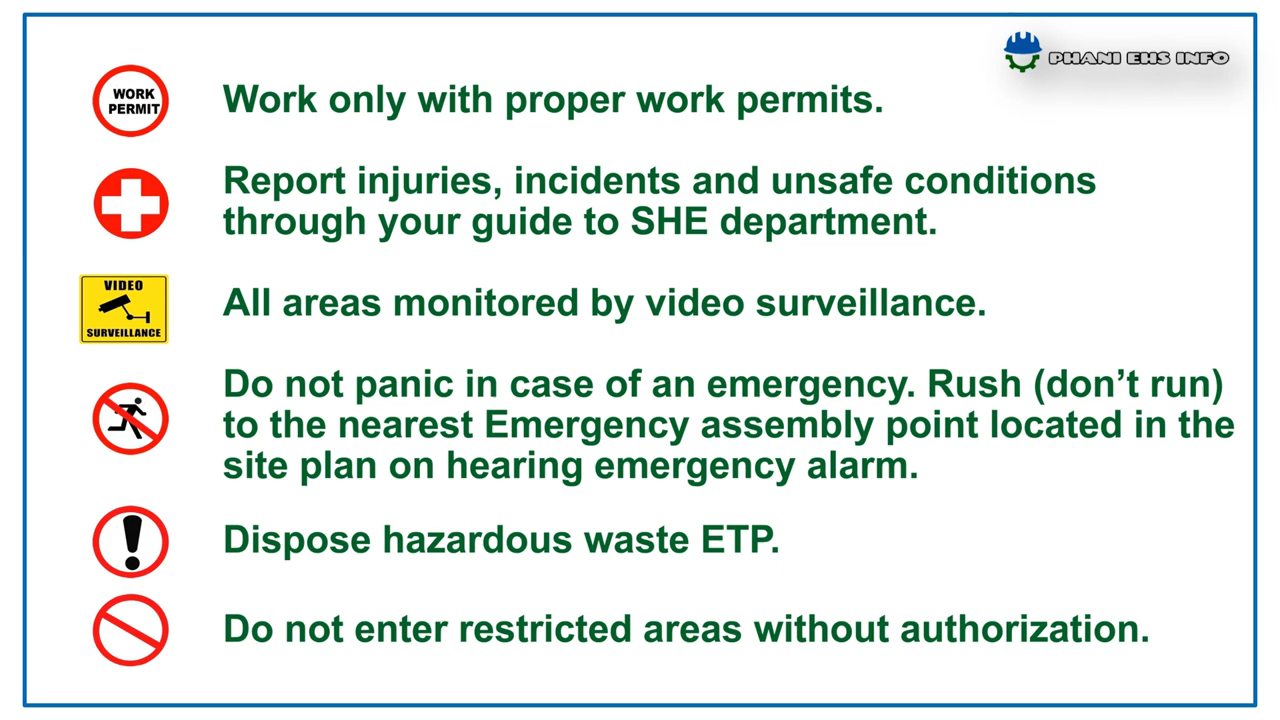 PHANI EHS INFO
WORK
PERMIT
Work only with proper work permits.
Report injuries, incidents and unsafe conditions
through your guide to SHE department.
VIDEO
SURVEILLANCE
All areas monitored by video surveillance.
Do not panic in case of an emergency. Rush (don’t run)
to the nearest Emergency assembly point located in the
site plan on hearing emergency alarm.
!
Dispose hazardous waste ETP.
Do not enter restricted areas without authorization.